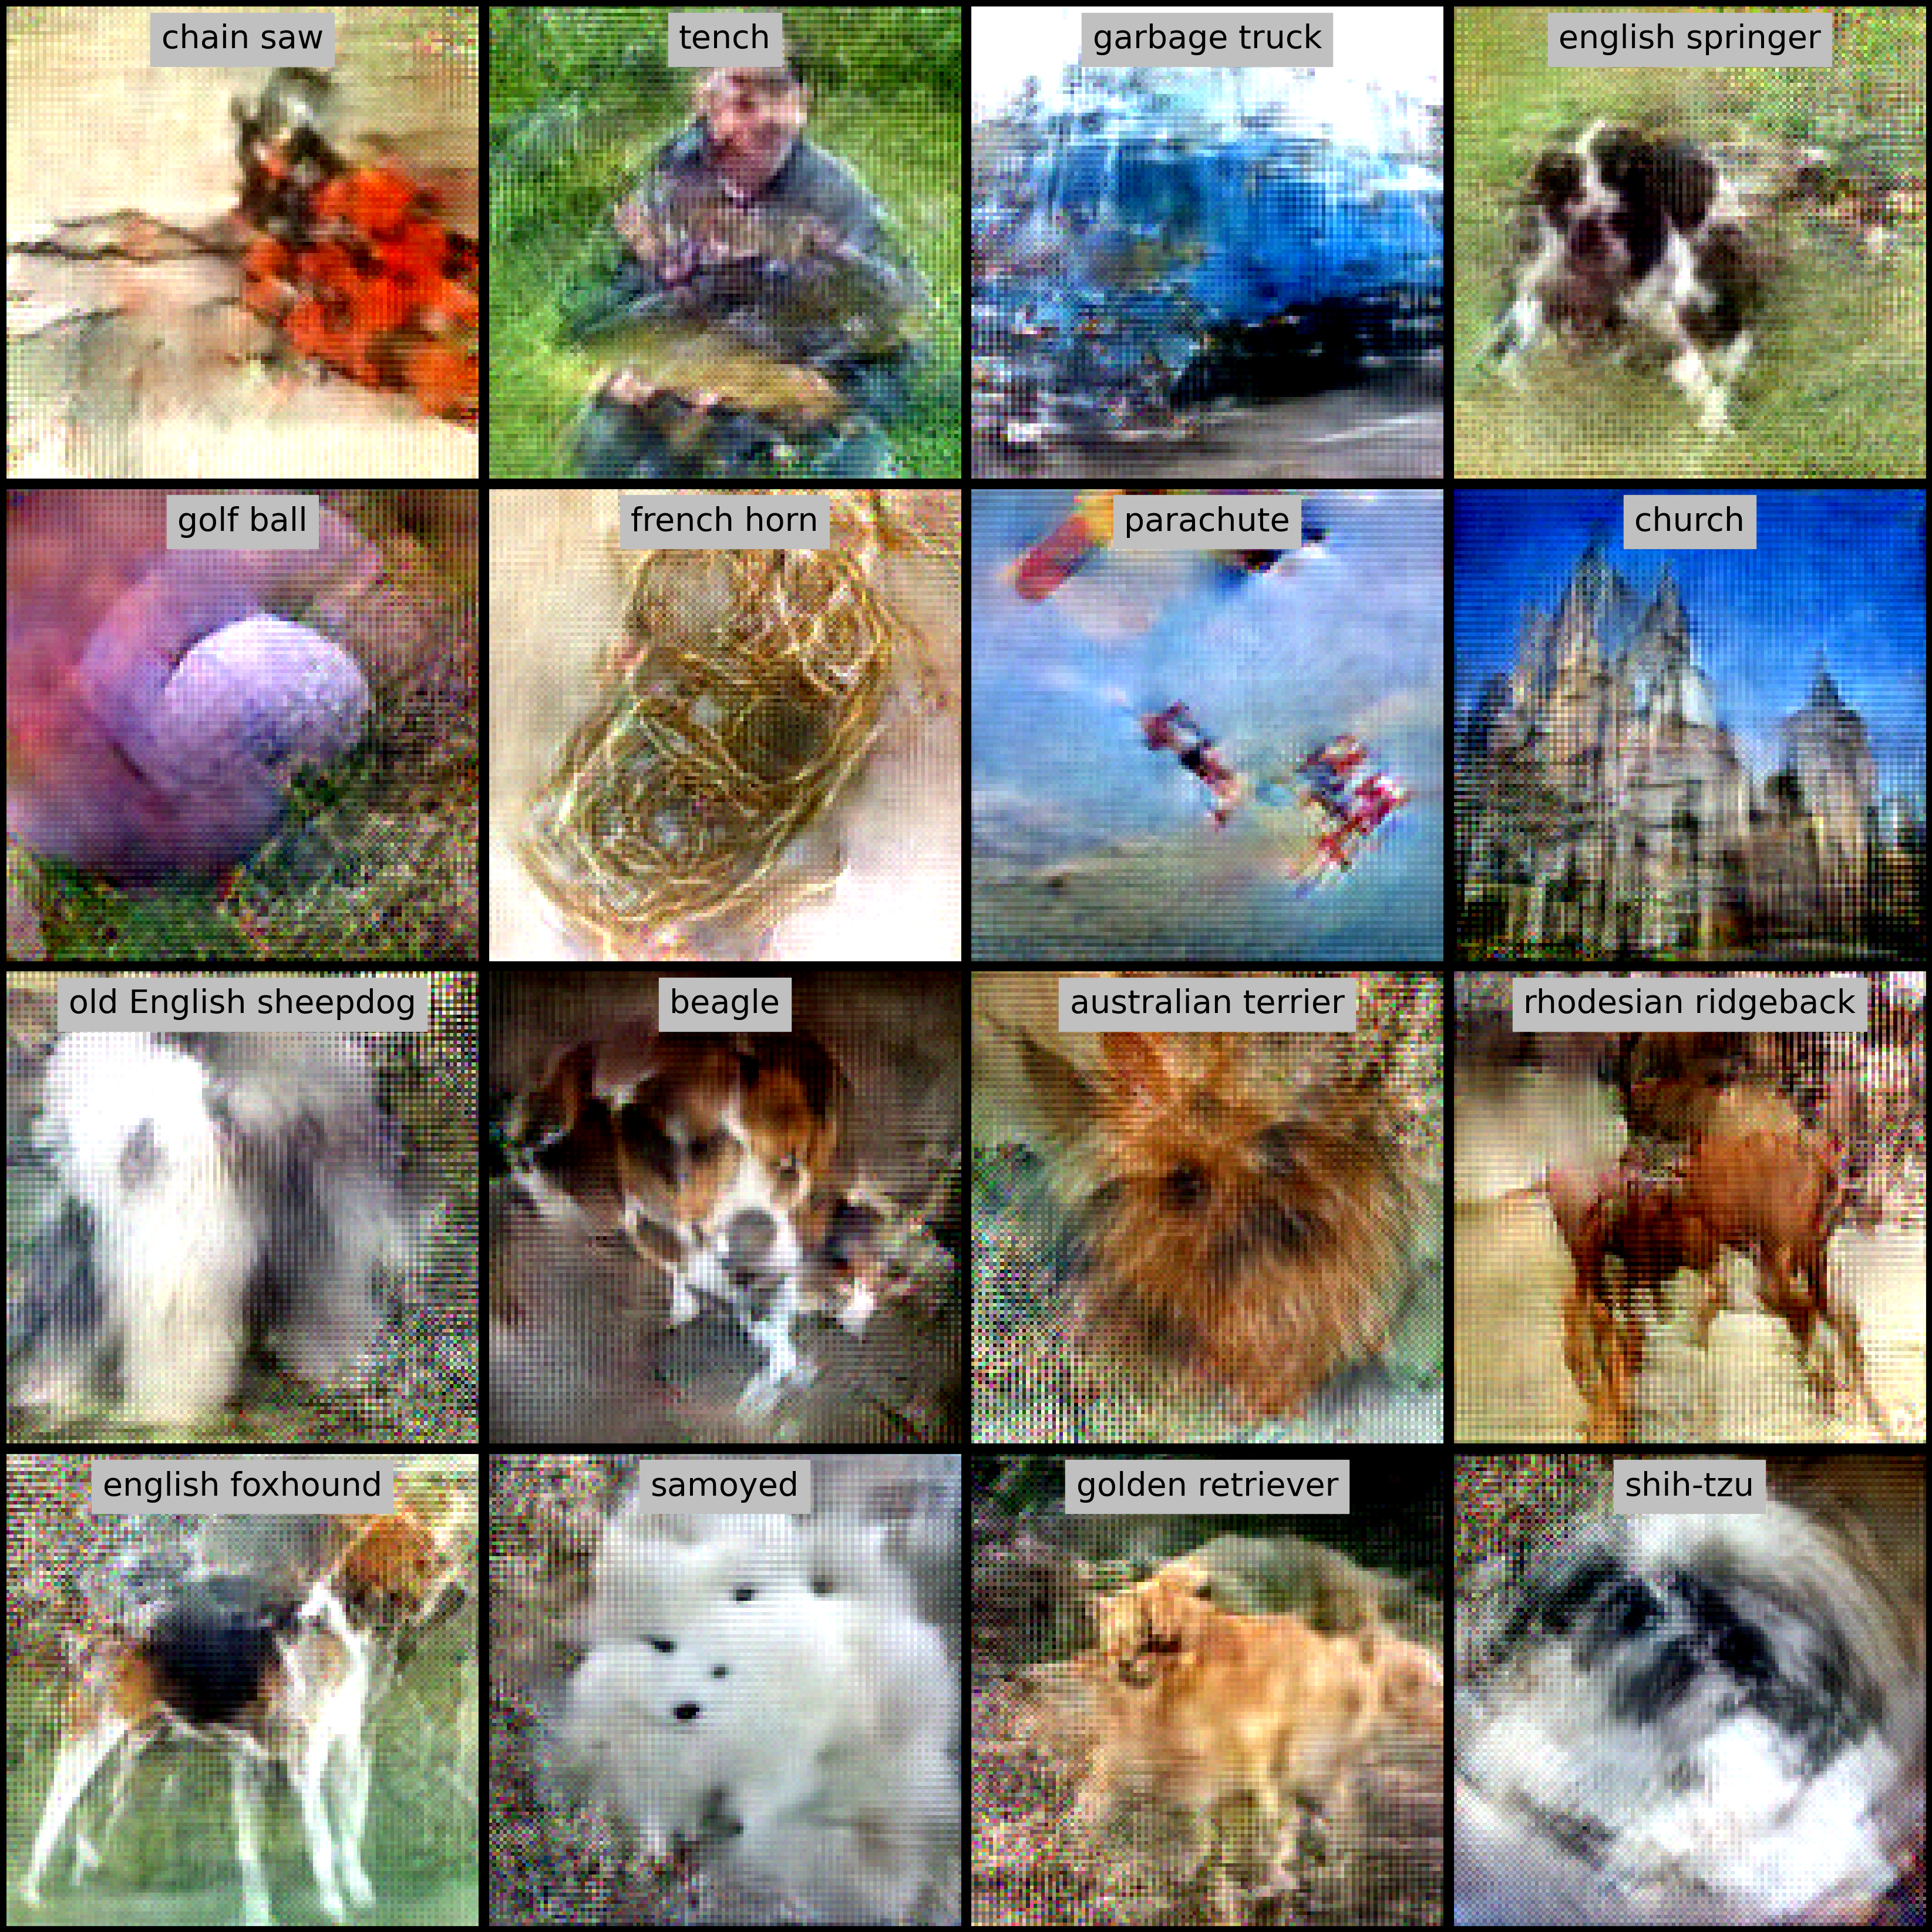 chain saw
tench
garbage truck
english springer
golf ball
french horn
parachute
church
old English sheepdog
beagle
australian terrier
rhodesian ridgeback
english foxhound
samoyed
golden retriever
shih-tzu